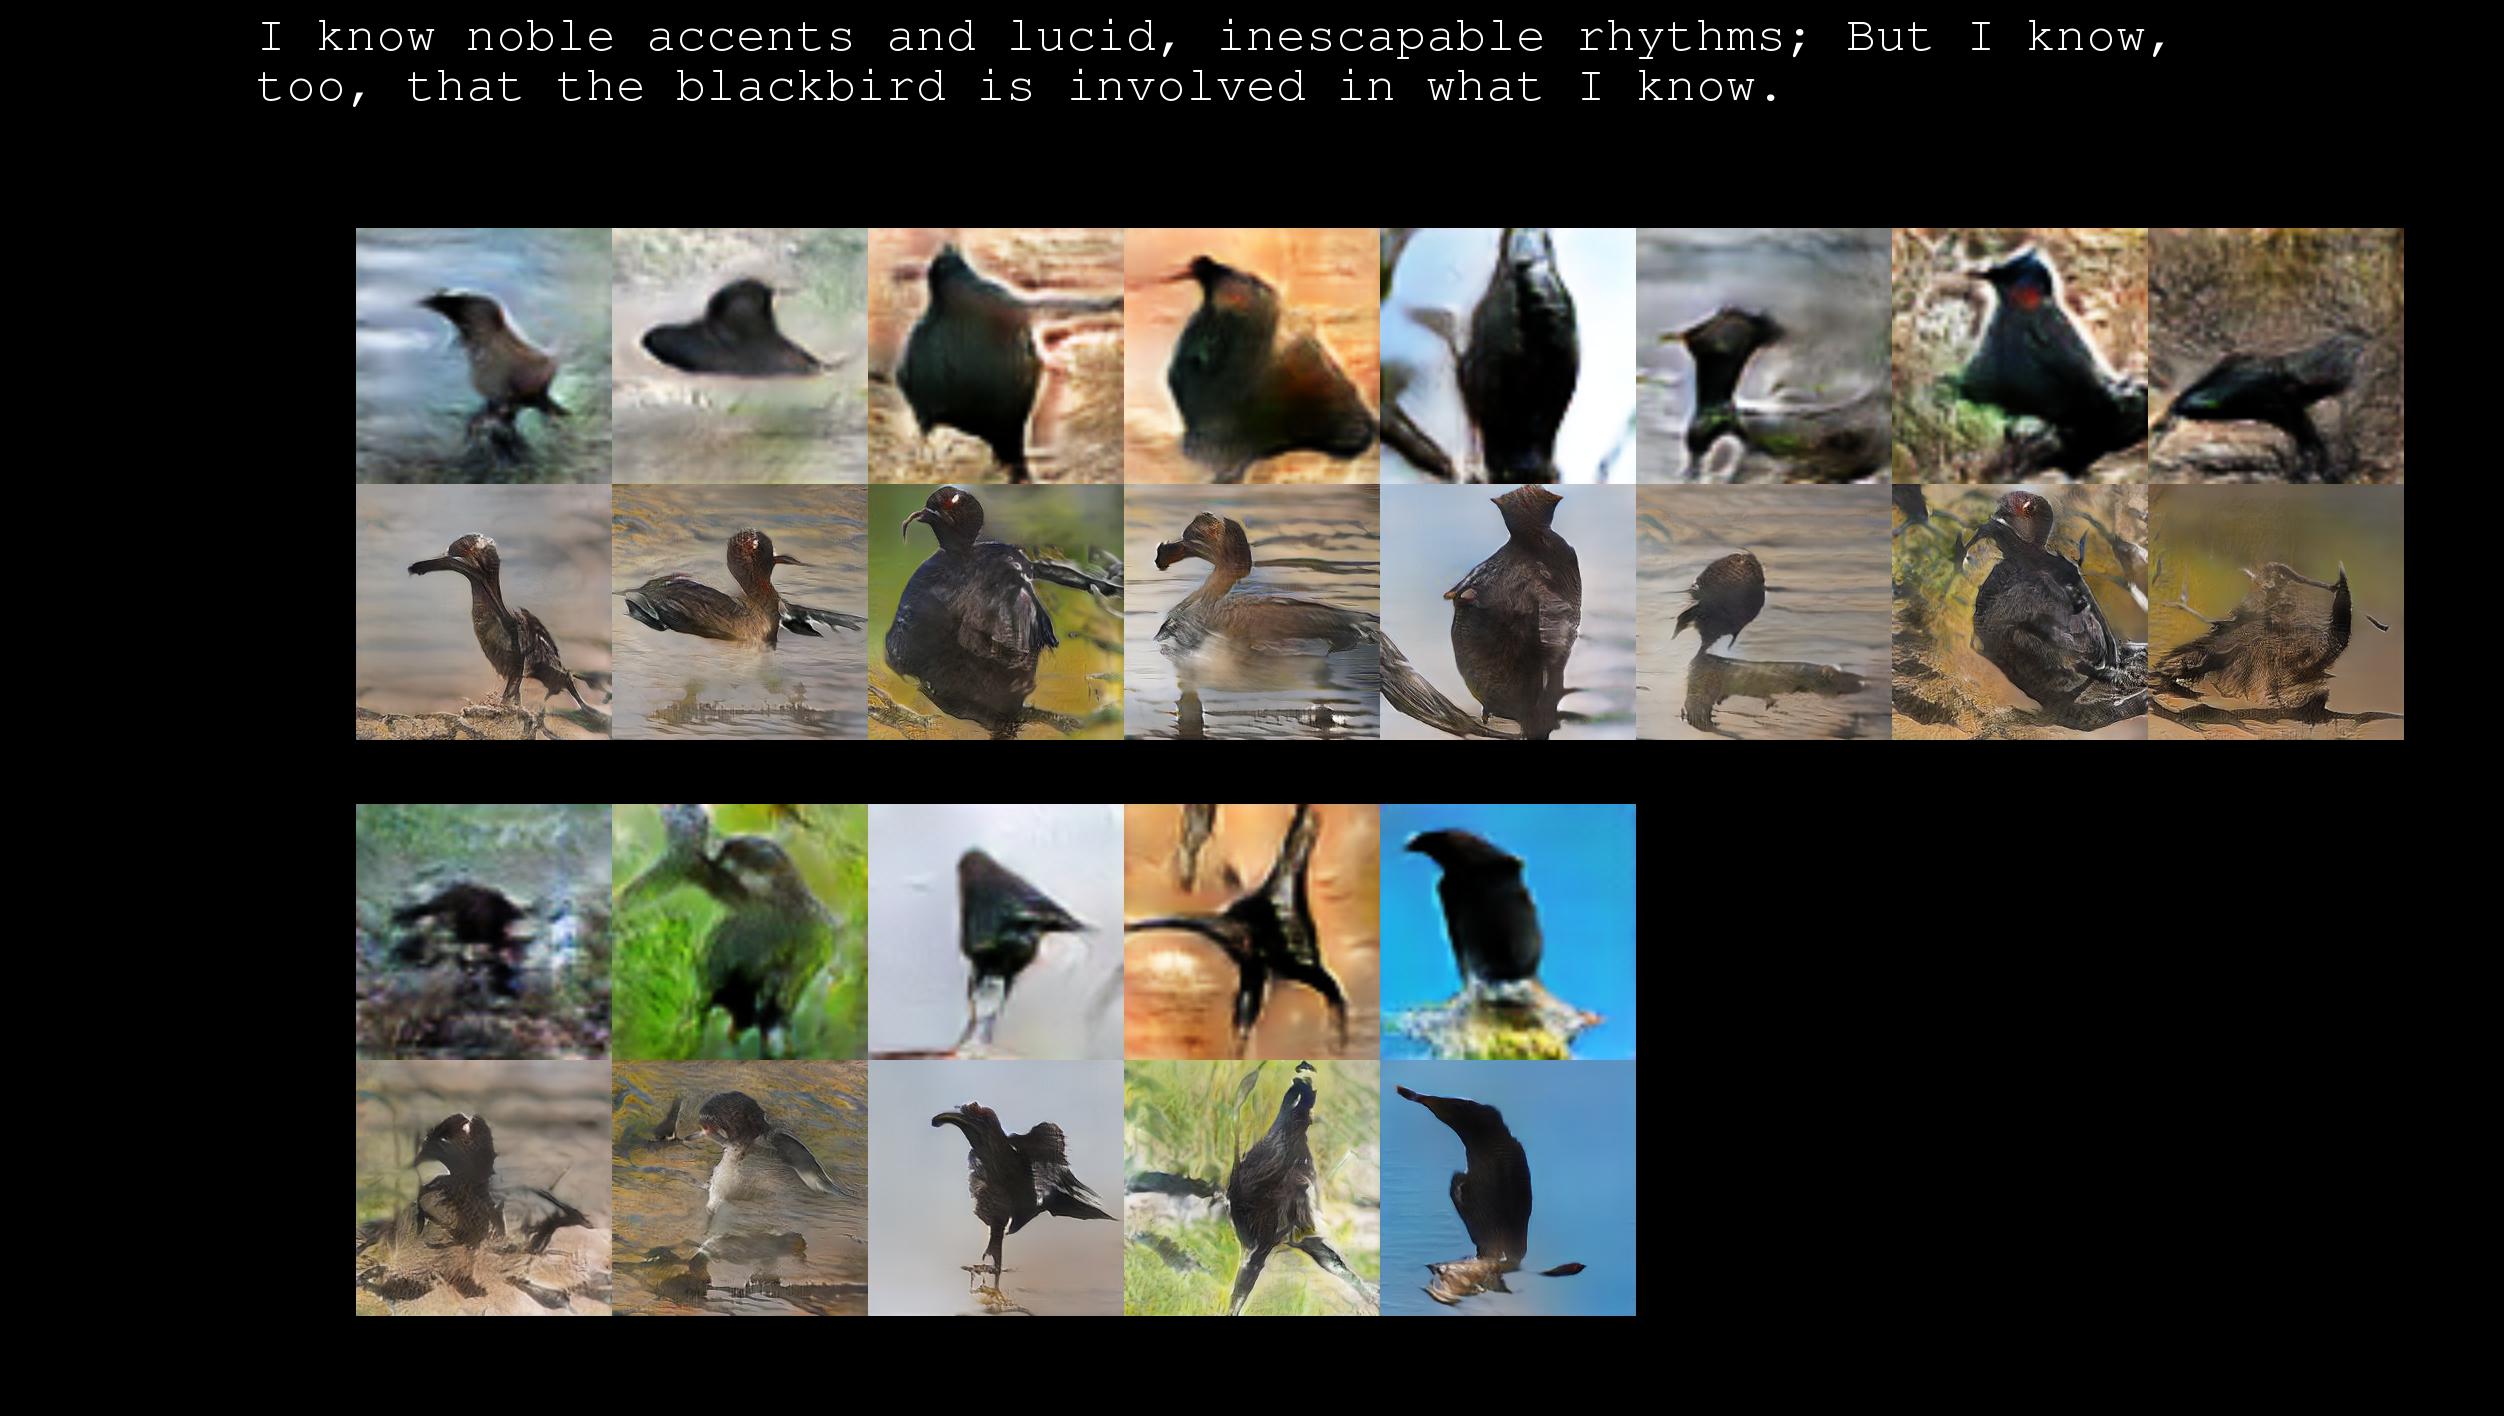 I know noble accents and lucid, inescapable rhythms; But I know,
too, that the blackbird is involved in what I know.